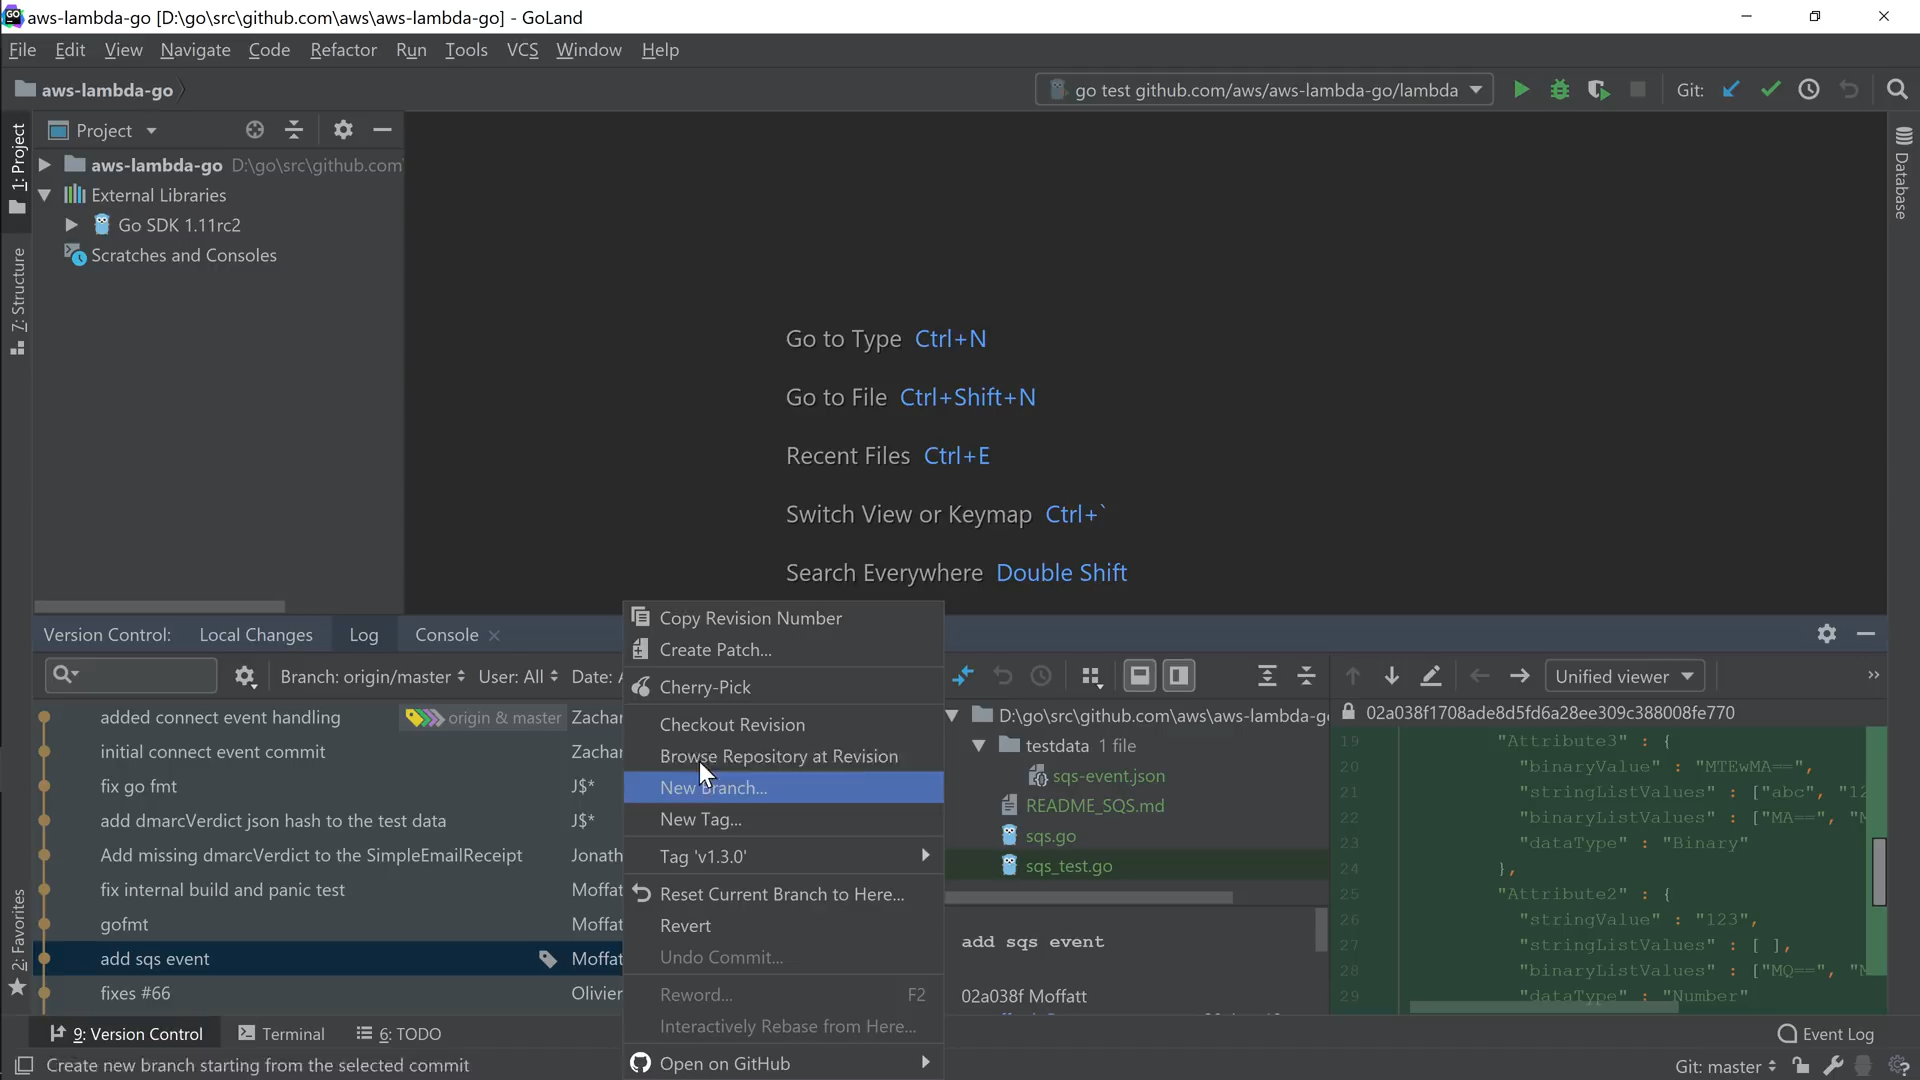 aws-lambda-go [D:\go\src\github.com\aws\aws-lambda-go] - GoLand
File Edit View Navigate Code Refactor Run Tools VCS Window Help
aws-lambda-go
go test github.com/aws/aws-lambda-go/lambda
Git:
1: Project
7: Structure
2: Favorites
Database
Project
aws-lambda-go D:\go\src\github.com
External Libraries
Go SDK 1.11rc2
Scratches and Consoles
Go to Type Ctrl+N
Go to File Ctrl+Shift+N
Recent Files Ctrl+E
Switch View or Keymap Ctrl+`
Search Everywhere Double Shift
Version Control: Local Changes Log Console
Branch: origin/master User: All Date: A
added connect event handling origin & master Zachar
initial connect event commit Zachar
fix go fmt J$*
add dmarcVerdict json hash to the test data J$*
Add missing dmarcVerdict to the SimpleEmailReceipt Jonath
fix internal build and panic test Moffat
gofmt Moffat
add sqs event Moffat
fixes #66 Olivier
Copy Revision Number
Create Patch...
Cherry-Pick
Checkout Revision
Browse Repository at Revision
New Branch...
New Tag...
Tag 'v1.3.0'
Reset Current Branch to Here...
Revert
Undo Commit...
Reword... F2
Interactively Rebase from Here...
Open on GitHub
D:\go\src\github.com\aws\aws-lambda-g
testdata 1 file
sqs-event.json
README_SQS.md
sqs.go
sqs_test.go
add sqs event
02a038f Moffatt
Unified viewer
02a038f1708ade8d5fd6a28ee309c388008fe770
19 "Attribute3" : {
20 "binaryValue" : "MTEwMA==",
21 "stringListValues" : ["abc", "12
22 "binaryListValues" : ["MA==", "M
23 "dataType" : "Binary"
24 },
25 "Attribute2" : {
26 "stringValue" : "123",
27 "stringListValues" : [ ],
28 "binaryListValues" : ["MQ==", "N
29 "dataType" : "Number"
9: Version Control Terminal 6: TODO
Event Log
Create new branch starting from the selected commit
Git: master